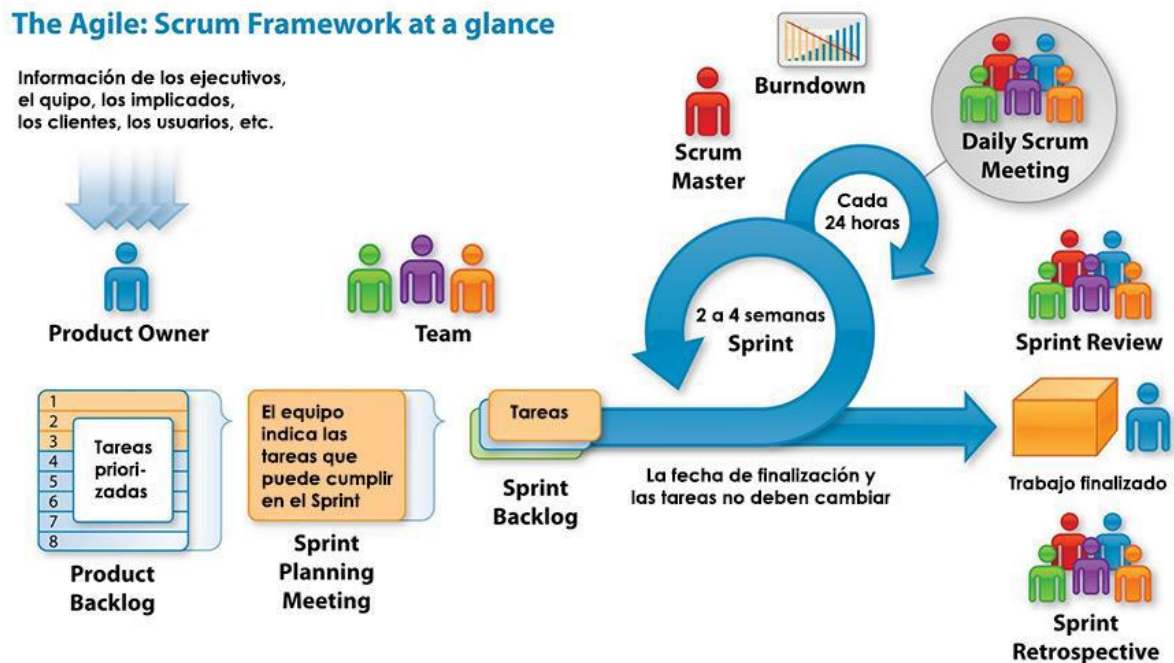 The Agile: Scrum Framework at a glance
Información de los ejecutivos,
el quipo, los implicados,
los clientes, los usuarios, etc.
Product Owner
Team
Scrum
Master
Burndown
Daily Scrum
Meeting
Cada
24 horas
2 a 4 semanas
Sprint
Sprint Review
1
2
3
4
5
6
7
8
Tareas
priori-
zadas
Product
Backlog
El equipo
indica las
tareas que
puede cumplir
en el Sprint
Sprint
Planning
Meeting
Tareas
Sprint
Backlog
La fecha de finalización y
las tareas no deben cambiar
Trabajo finalizado
Sprint
Retrospective